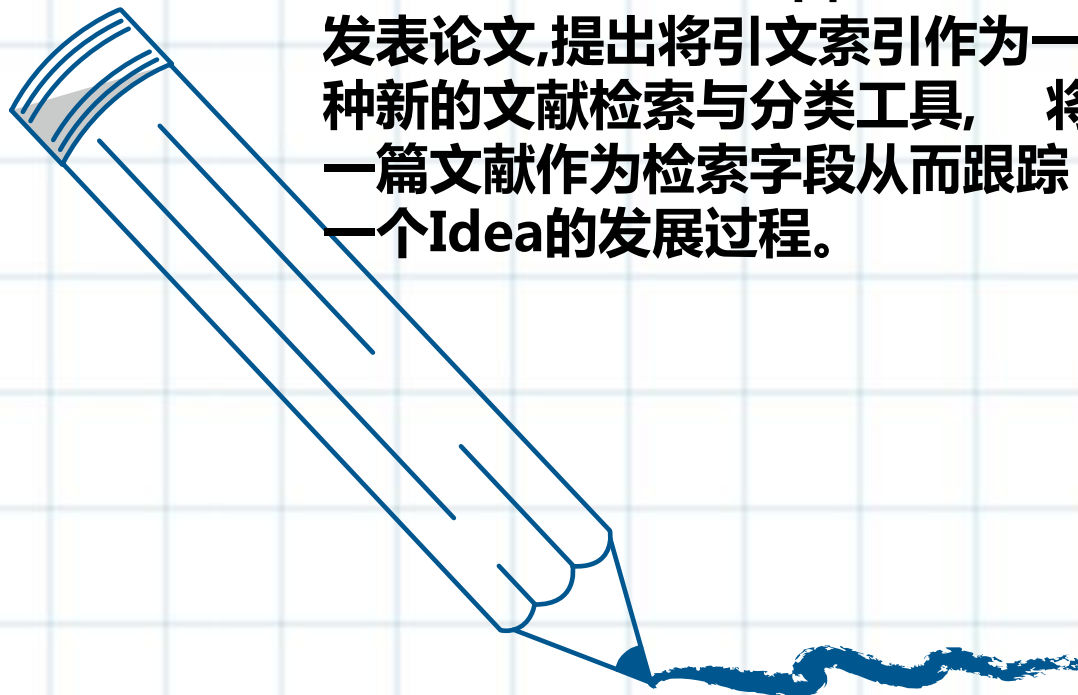 发表论文,提出将引文索引作为一
种新的文献检索与分类工具, 将
一篇文献作为检索字段从而跟踪
一个Idea的发展过程。